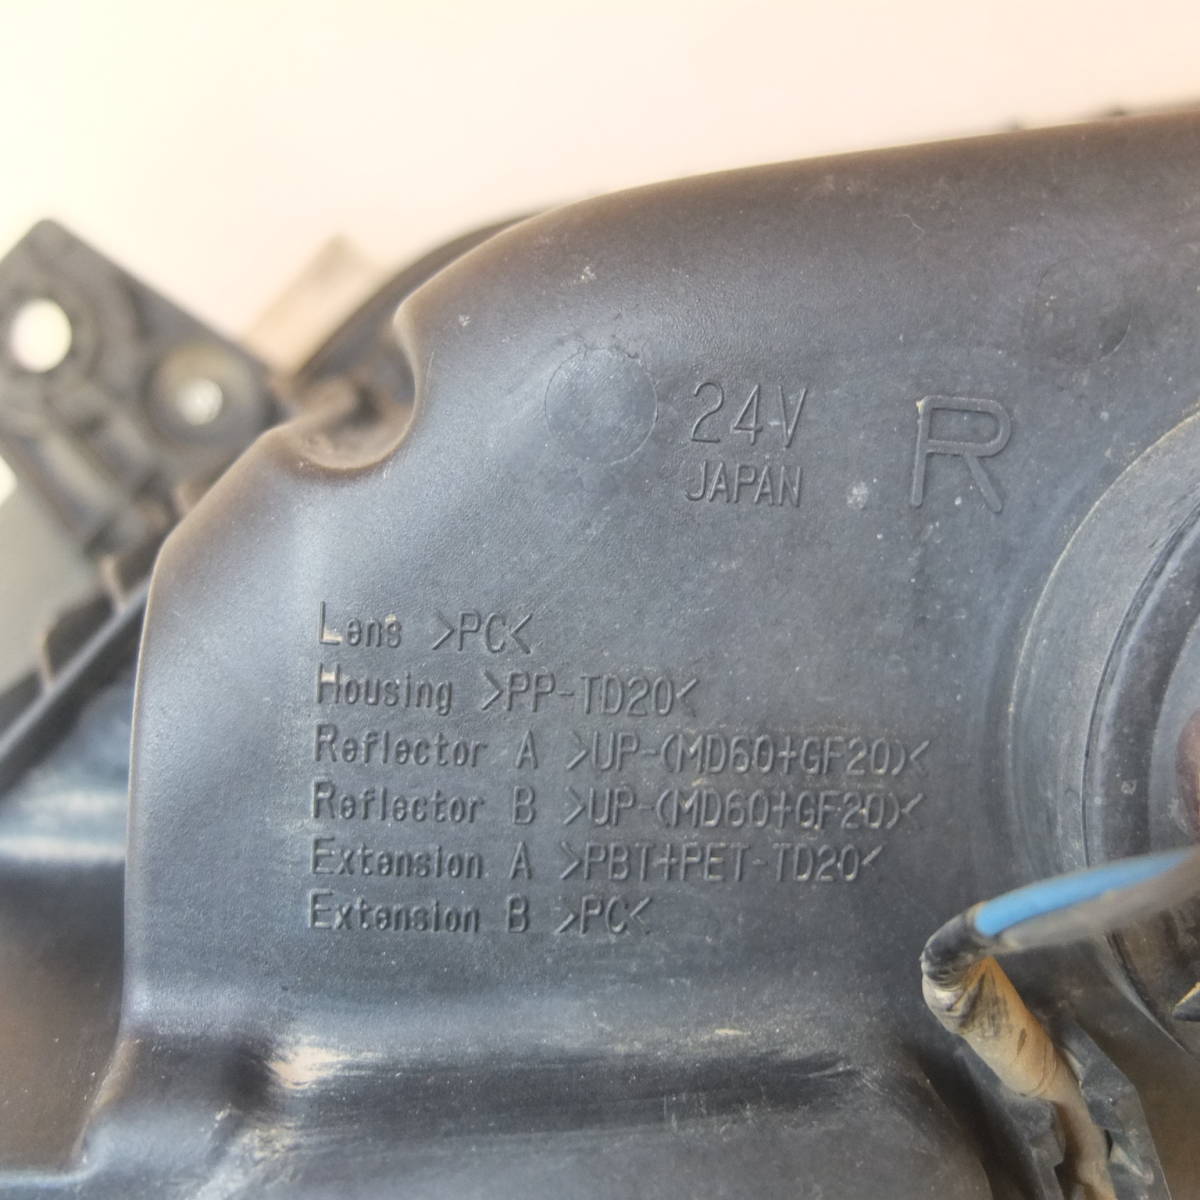 24V
JAPAN
R
Lens >PC<
Housing >PP-TD20<
Reflector A >UP-(MD60+GF20)<
Reflector B >UP-(MD60+GF20)<
Extension A >PBT+PET-TD20<
Extension B >PC<